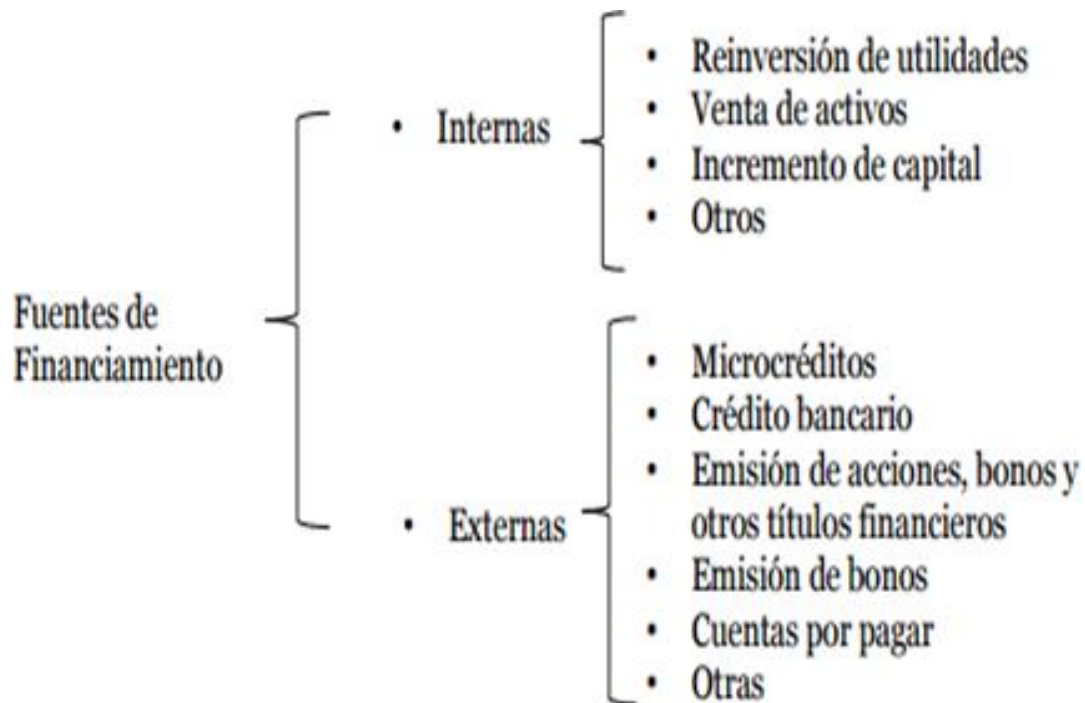 • Reinversión de utilidades
• Venta de activos
• Internas
• Incremento de capital
• Otros
Fuentes de
Financiamiento
• Microcréditos
• Crédito bancario
• Emisión de acciones, bonos y
otros títulos financieros
• Externas
• Emisión de bonos
• Cuentas por pagar
• Otras